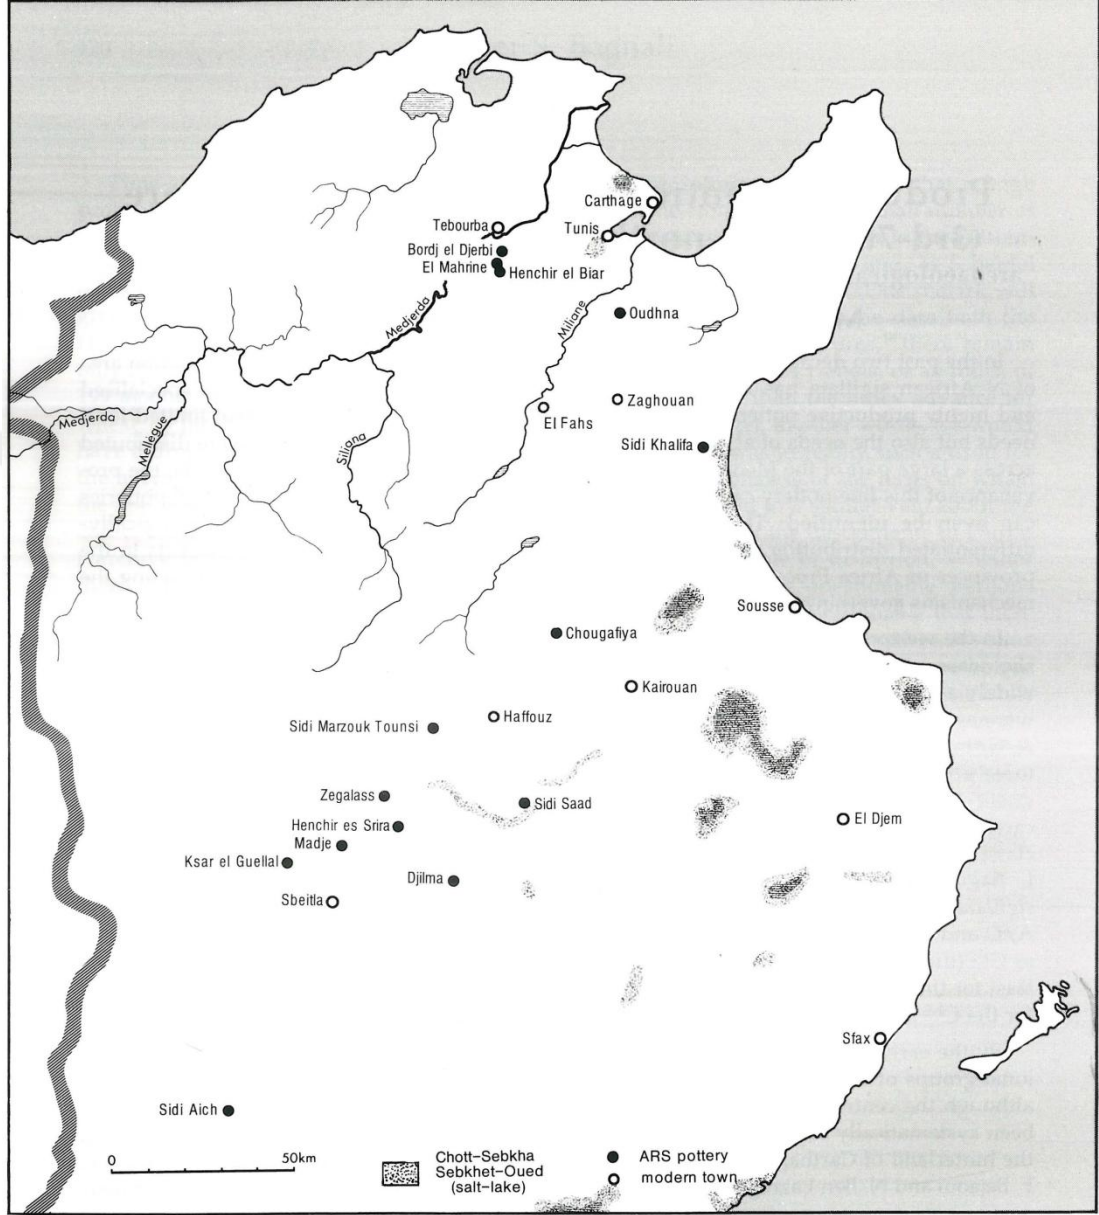 Carthage
Tebourba
Tunis
Bordj el Djerbi
El Mahrine
Henchir el Biar
Medjerda
Miliane
Oudhna
Zaghouan
El Fahs
Medjerda
Mellegue
Siliana
Sidi Khalifa
Sousse
Chougafiya
Kairouan
Haffouz
Sidi Marzouk Tounsi
Zegalass
Sidi Saad
Henchir es Srira
Madje
El Djem
Ksar el Guellal
Djilma
Sbeitla
Sfax
Sidi Aich
0 50km
Chott-Sebkha
Sebkhet-Oued
(salt-lake)
ARS pottery
modern town